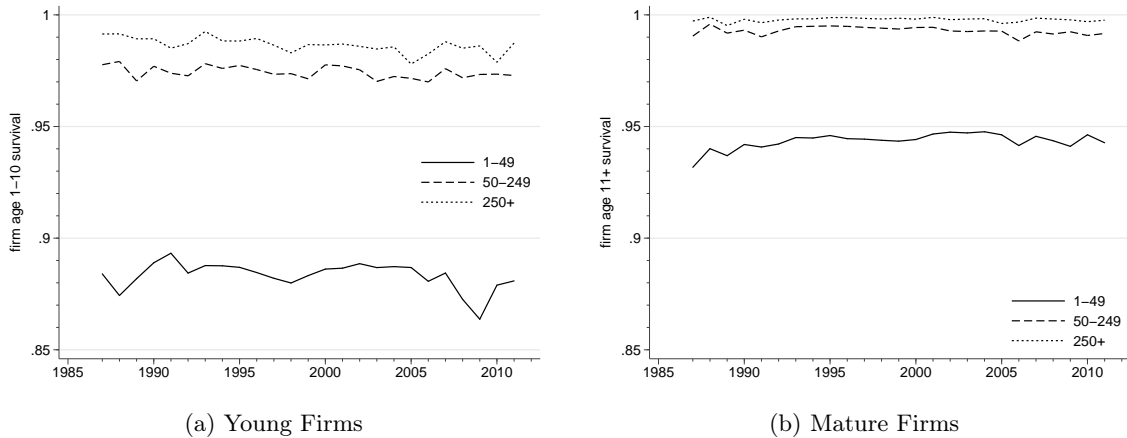 1
.95
.9
.85
firm age 1−10 survival
1−49
50−249
250+
1985 1990 1995 2000 2005 2010
(a) Young Firms
1
.95
.9
.85
firm age 11+ survival
1−49
50−249
250+
1985 1990 1995 2000 2005 2010
(b) Mature Firms